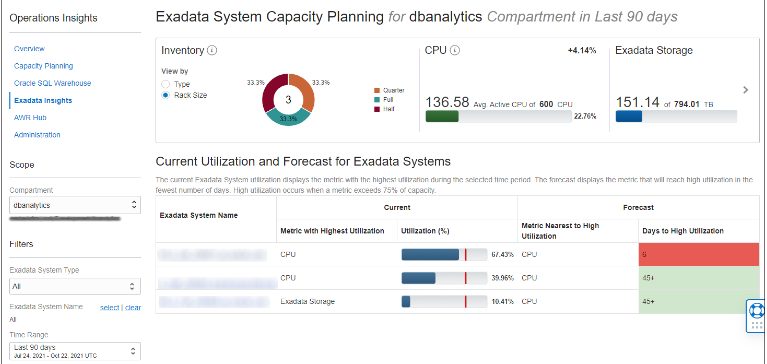 Operations Insights
Overview
Capacity Planning
Oracle SQL Warehouse
Exadata Insights
AWR Hub
Administration
Scope
Compartment
dbanalytics
Filters
Exadata System Type
All
Exadata System Name
select | clear
All
Time Range
Last 90 days
Jul 24, 2021 - Oct 22, 2021 UTC
Exadata System Capacity Planning for dbanalytics Compartment in Last 90 days
Inventory
View by
Type
Rack Size
33.3%
33.3%
33.3%
3
Quarter
Full
Half
CPU
+4.14%
136.58 Avg. Active CPU of 600 CPU
22.76%
Exadata Storage
151.14 of 794.01 TB
Current Utilization and Forecast for Exadata Systems
The current Exadata System utilization displays the metric with the highest utilization during the selected time period. The forecast displays the metric that will reach high utilization in the
fewest number of days. High utilization occurs when a metric exceeds 75% of capacity.
Exadata System Name
Current
Forecast
Metric with Highest Utilization
Utilization (%)
Metric Nearest to High
Utilization
Days to High Utilization
CPU
67.43%
CPU
6
CPU
39.96%
CPU
45+
Exadata Storage
10.41%
CPU
45+